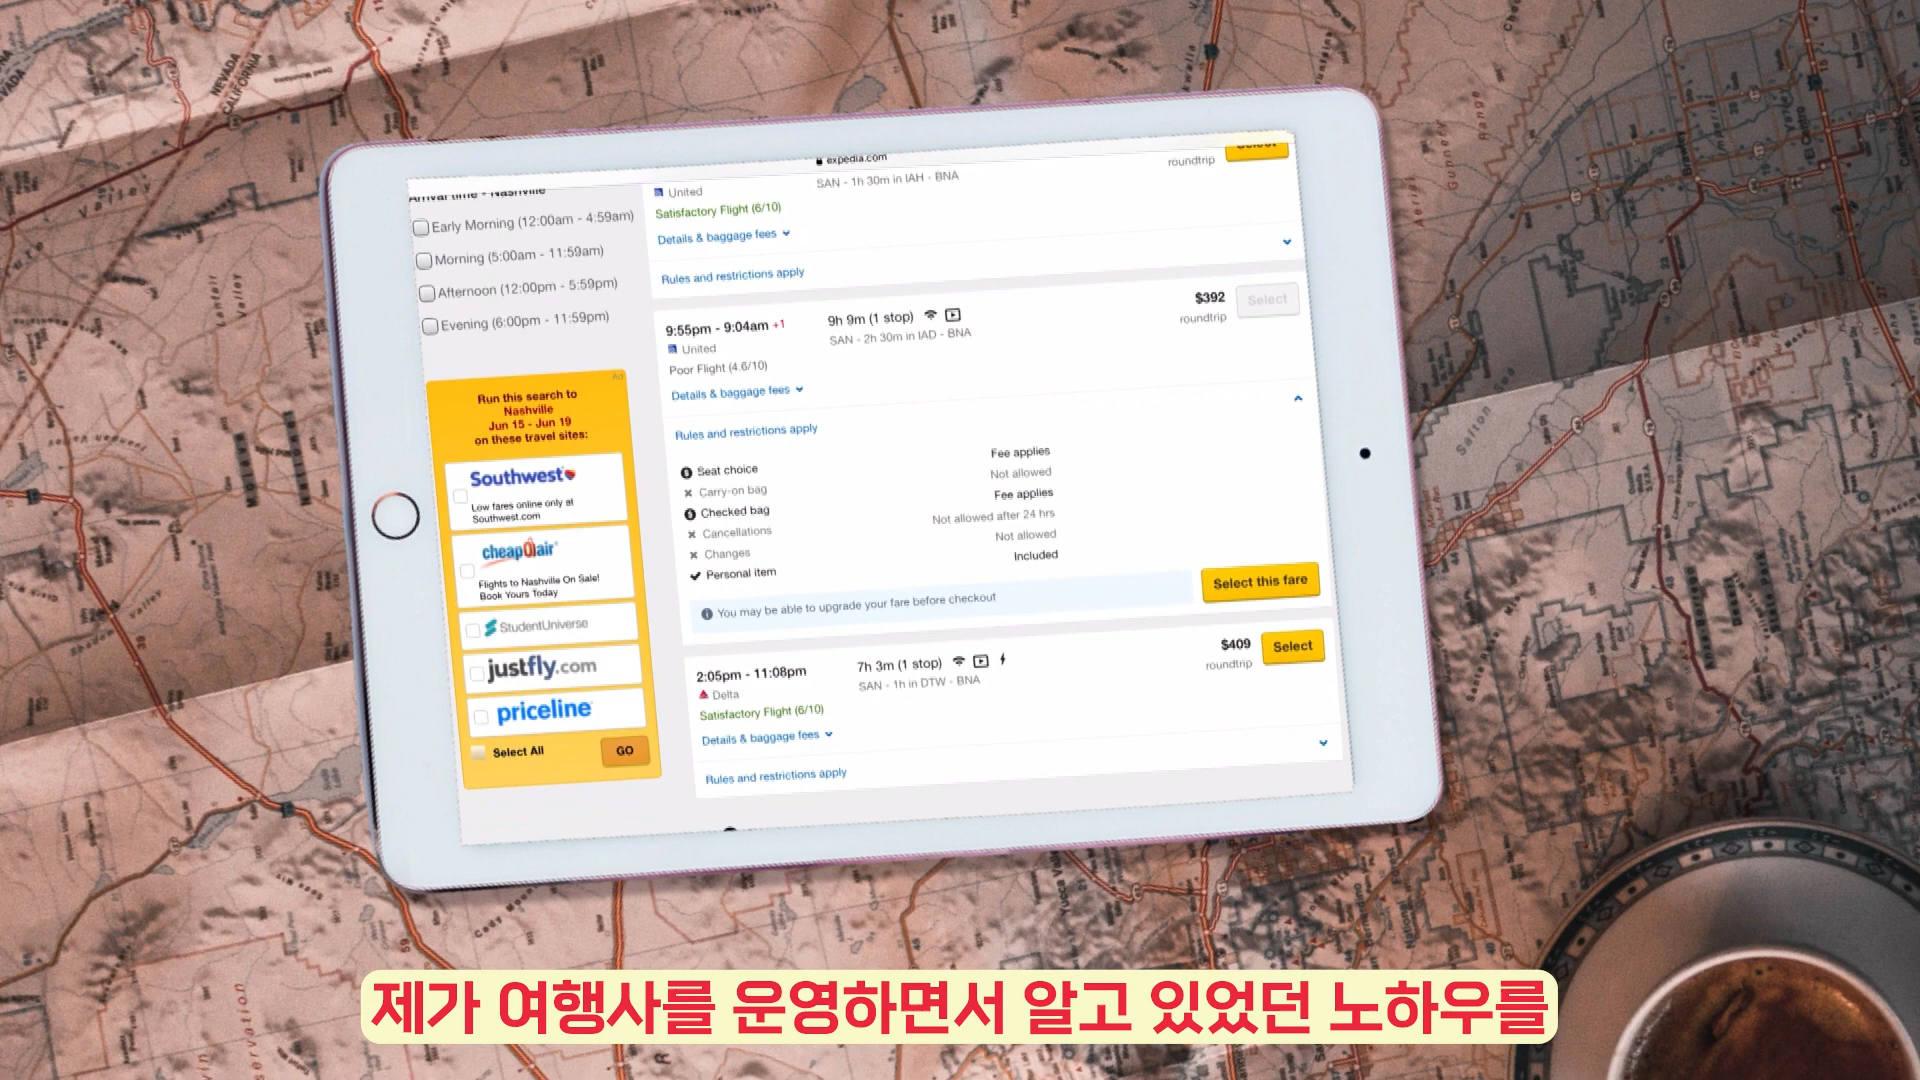 expedia.com
Arrival time - Nashville
Early Morning (12:00am - 4:59am)
Morning (5:00am - 11:59am)
Afternoon (12:00pm - 5:59pm)
Evening (6:00pm - 11:59pm)
Ad
Run this search to
Nashville
Jun 15 - Jun 19
on these travel sites:
Southwest
Low fares online only at
Southwest.com
cheapOair
Flights to Nashville On Sale!
Book Yours Today
StudentUniverse
justfly.com
priceline
Select All
GO
United
SAN - 1h 30m in IAH - BNA
roundtrip
Select
Satisfactory Flight (6/10)
Details & baggage fees
Rules and restrictions apply
9:55pm - 9:04am +1
9h 9m (1 stop)
$392
Select
United
SAN - 2h 30m in IAD - BNA
roundtrip
Poor Flight (4.6/10)
Details & baggage fees
Rules and restrictions apply
Seat choice Fee applies
Carry-on bag Not allowed
Checked bag Fee applies
Cancellations Not allowed after 24 hrs
Changes Not allowed
Personal item Included
You may be able to upgrade your fare before checkout
Select this fare
2:05pm - 11:08pm
7h 3m (1 stop)
$409
Select
Delta
SAN - 1h in DTW - BNA
roundtrip
Satisfactory Flight (6/10)
Details & baggage fees
Rules and restrictions apply
NEVADA
CALIFORNIA
제가 여행사를 운영하면서 알고 있었던 노하우를